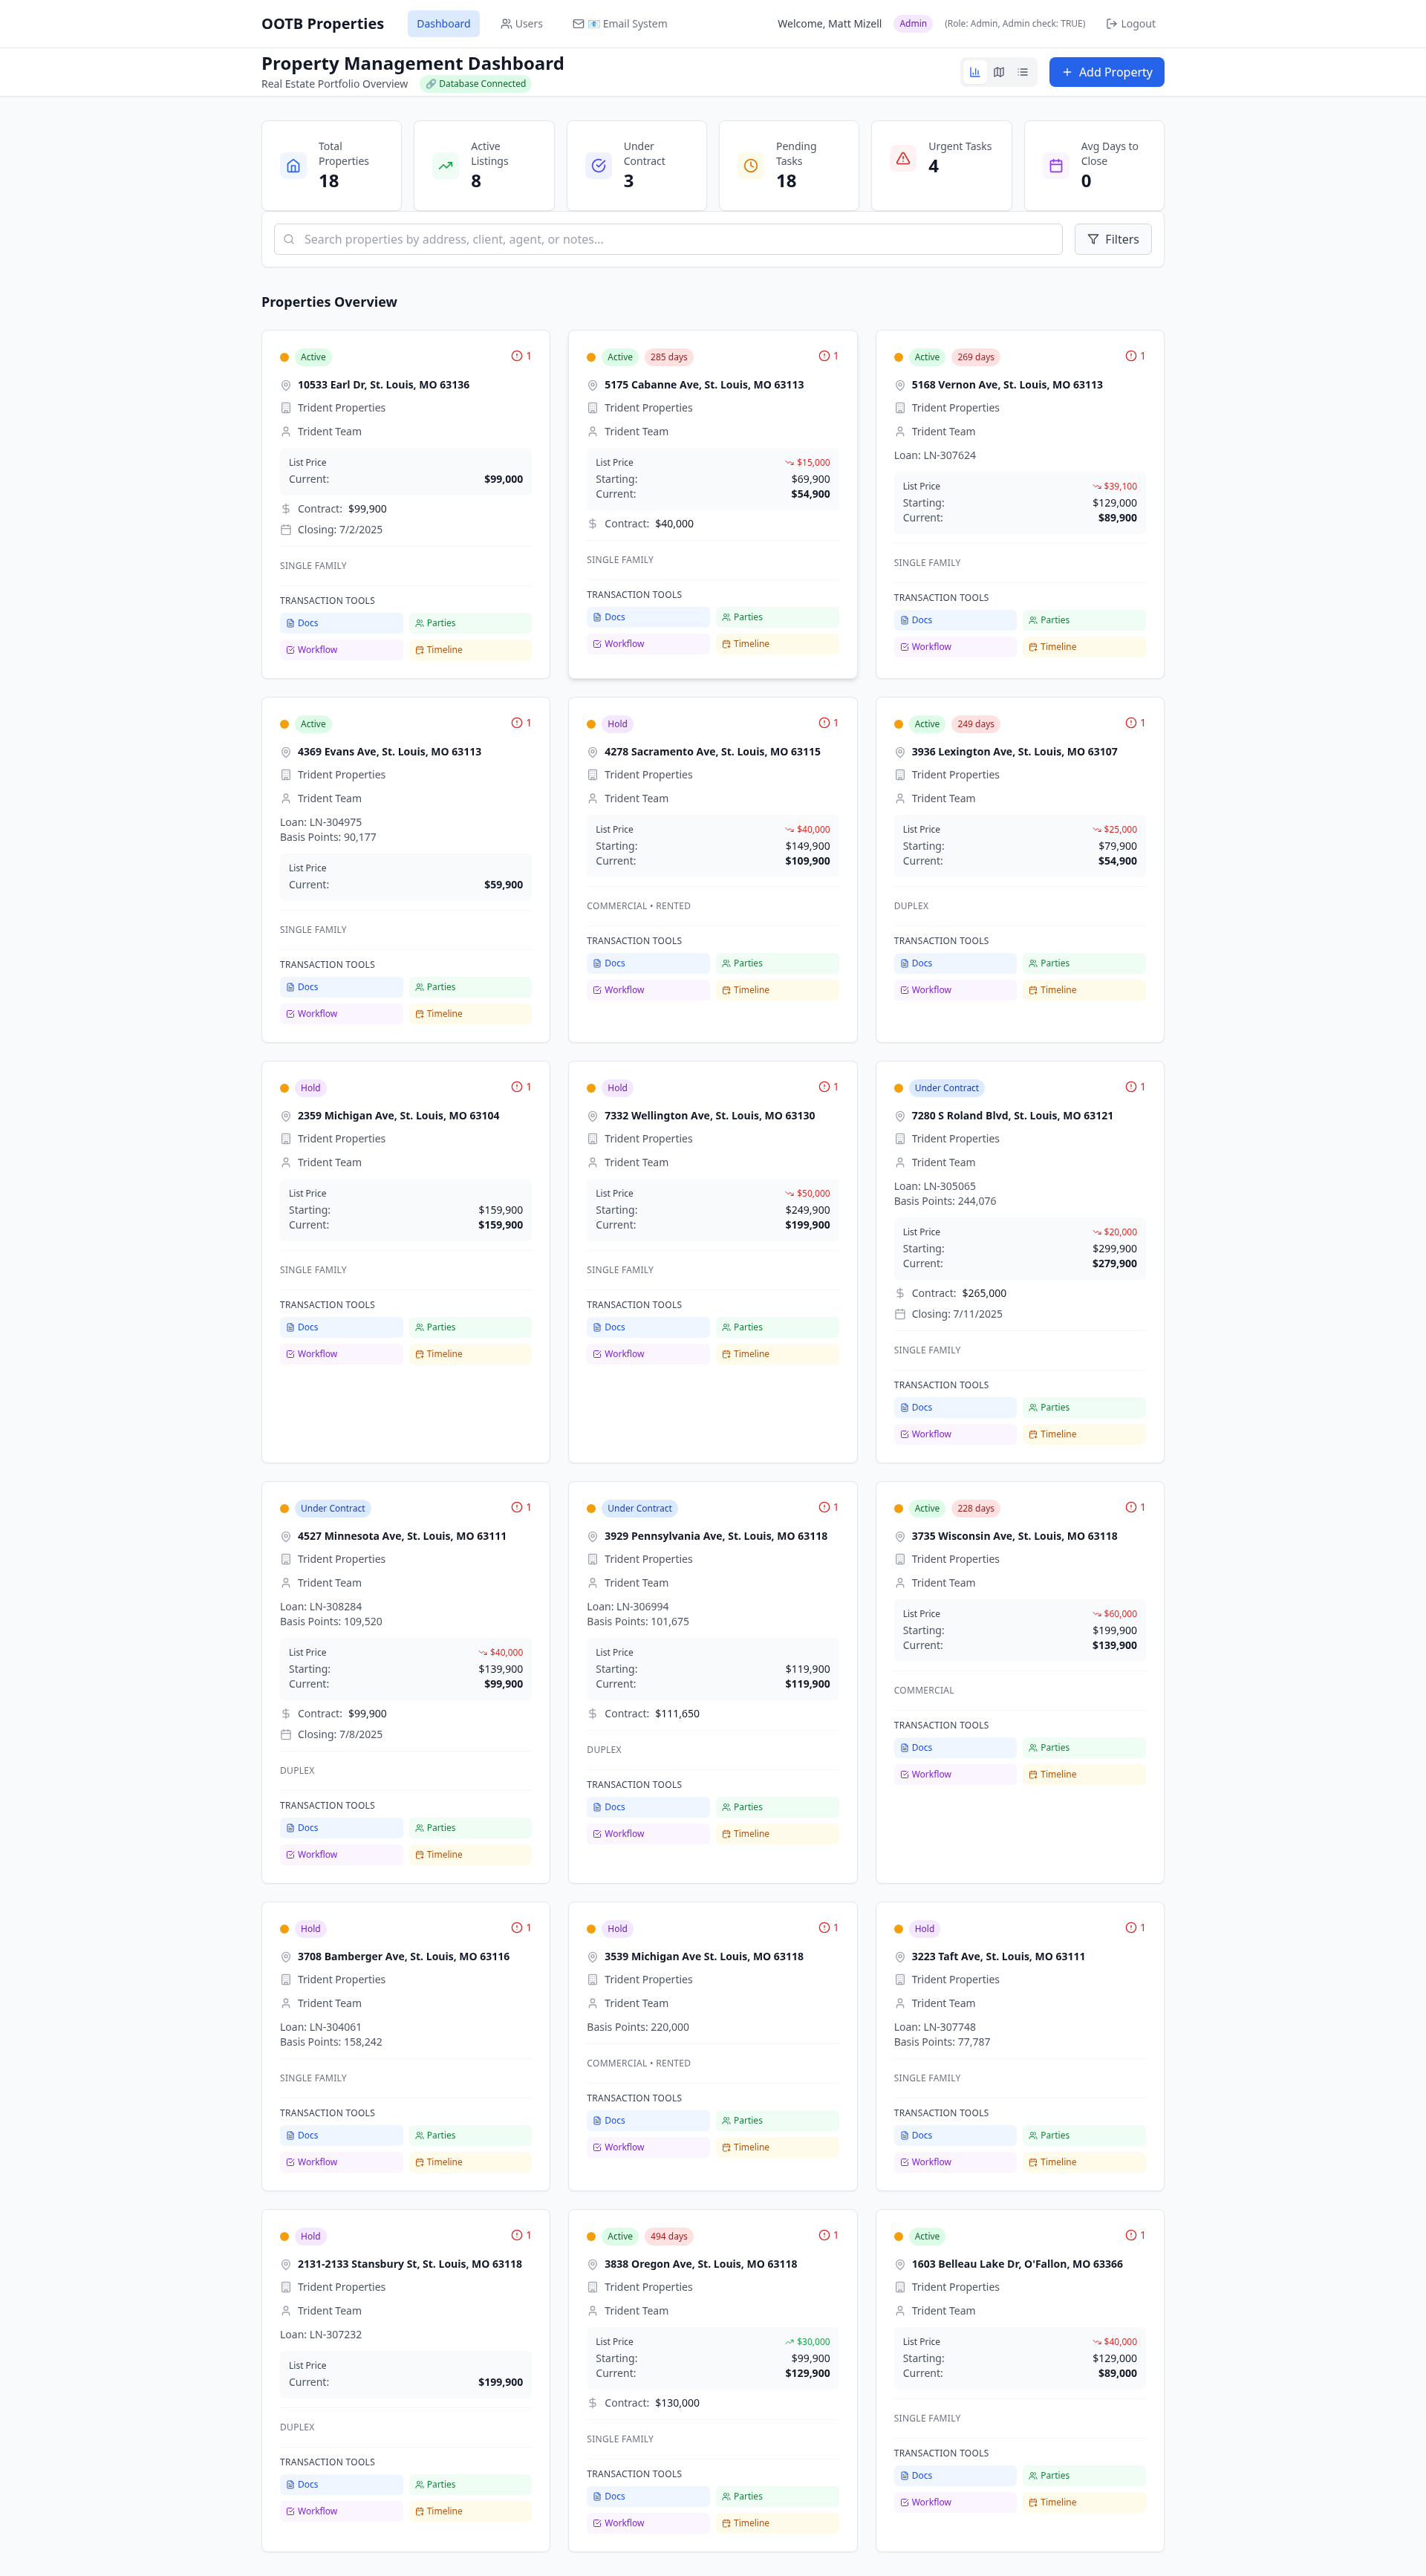 OOTB Properties
Dashboard
Users
📧 Email System
Welcome, Matt Mizell
Admin
(Role: Admin, Admin check: TRUE)
Logout
Property Management Dashboard
Real Estate Portfolio Overview
🔗 Database Connected
Add Property
Total
Properties
18
Active
Listings
8
Under
Contract
3
Pending
Tasks
18
Urgent Tasks
4
Avg Days to
Close
0
Search properties by address, client, agent, or notes...
Filters
Properties Overview
Active
1
10533 Earl Dr, St. Louis, MO 63136
Trident Properties
Trident Team
List Price
Current: $99,000
Contract: $99,900
Closing: 7/2/2025
SINGLE FAMILY
TRANSACTION TOOLS
Docs Parties
Workflow Timeline
Active 285 days
1
5175 Cabanne Ave, St. Louis, MO 63113
Trident Properties
Trident Team
List Price $15,000
Starting: $69,900
Current: $54,900
Contract: $40,000
SINGLE FAMILY
TRANSACTION TOOLS
Docs Parties
Workflow Timeline
Active 269 days
1
5168 Vernon Ave, St. Louis, MO 63113
Trident Properties
Trident Team
Loan: LN-307624
List Price $39,100
Starting: $129,000
Current: $89,900
SINGLE FAMILY
TRANSACTION TOOLS
Docs Parties
Workflow Timeline
Active
1
4369 Evans Ave, St. Louis, MO 63113
Trident Properties
Trident Team
Loan: LN-304975
Basis Points: 90,177
List Price
Current: $59,900
SINGLE FAMILY
TRANSACTION TOOLS
Docs Parties
Workflow Timeline
Hold
1
4278 Sacramento Ave, St. Louis, MO 63115
Trident Properties
Trident Team
List Price $40,000
Starting: $149,900
Current: $109,900
COMMERCIAL • RENTED
TRANSACTION TOOLS
Docs Parties
Workflow Timeline
Active 249 days
1
3936 Lexington Ave, St. Louis, MO 63107
Trident Properties
Trident Team
List Price $25,000
Starting: $79,900
Current: $54,900
DUPLEX
TRANSACTION TOOLS
Docs Parties
Workflow Timeline
Hold
1
2359 Michigan Ave, St. Louis, MO 63104
Trident Properties
Trident Team
List Price
Starting: $159,900
Current: $159,900
SINGLE FAMILY
TRANSACTION TOOLS
Docs Parties
Workflow Timeline
Hold
1
7332 Wellington Ave, St. Louis, MO 63130
Trident Properties
Trident Team
List Price $50,000
Starting: $249,900
Current: $199,900
SINGLE FAMILY
TRANSACTION TOOLS
Docs Parties
Workflow Timeline
Under Contract
1
7280 S Roland Blvd, St. Louis, MO 63121
Trident Properties
Trident Team
Loan: LN-305065
Basis Points: 244,076
List Price $20,000
Starting: $299,900
Current: $279,900
Contract: $265,000
Closing: 7/11/2025
SINGLE FAMILY
TRANSACTION TOOLS
Docs Parties
Workflow Timeline
Under Contract
1
4527 Minnesota Ave, St. Louis, MO 63111
Trident Properties
Trident Team
Loan: LN-308284
Basis Points: 109,520
List Price $40,000
Starting: $139,900
Current: $99,900
Contract: $99,900
Closing: 7/8/2025
DUPLEX
TRANSACTION TOOLS
Docs Parties
Workflow Timeline
Under Contract
1
3929 Pennsylvania Ave, St. Louis, MO 63118
Trident Properties
Trident Team
Loan: LN-306994
Basis Points: 101,675
List Price
Starting: $119,900
Current: $119,900
Contract: $111,650
DUPLEX
TRANSACTION TOOLS
Docs Parties
Workflow Timeline
Active 228 days
1
3735 Wisconsin Ave, St. Louis, MO 63118
Trident Properties
Trident Team
List Price $60,000
Starting: $199,900
Current: $139,900
COMMERCIAL
TRANSACTION TOOLS
Docs Parties
Workflow Timeline
Hold
1
3708 Bamberger Ave, St. Louis, MO 63116
Trident Properties
Trident Team
Loan: LN-304061
Basis Points: 158,242
SINGLE FAMILY
TRANSACTION TOOLS
Docs Parties
Workflow Timeline
Hold
1
3539 Michigan Ave St. Louis, MO 63118
Trident Properties
Trident Team
Basis Points: 220,000
COMMERCIAL • RENTED
TRANSACTION TOOLS
Docs Parties
Workflow Timeline
Hold
1
3223 Taft Ave, St. Louis, MO 63111
Trident Properties
Trident Team
Loan: LN-307748
Basis Points: 77,787
SINGLE FAMILY
TRANSACTION TOOLS
Docs Parties
Workflow Timeline
Hold
1
2131-2133 Stansbury St, St. Louis, MO 63118
Trident Properties
Trident Team
Loan: LN-307232
List Price
Current: $199,900
DUPLEX
TRANSACTION TOOLS
Docs Parties
Workflow Timeline
Active 494 days
1
3838 Oregon Ave, St. Louis, MO 63118
Trident Properties
Trident Team
List Price $30,000
Starting: $99,900
Current: $129,900
Contract: $130,000
SINGLE FAMILY
TRANSACTION TOOLS
Docs Parties
Workflow Timeline
Active
1
1603 Belleau Lake Dr, O'Fallon, MO 63366
Trident Properties
Trident Team
List Price $40,000
Starting: $129,000
Current: $89,000
SINGLE FAMILY
TRANSACTION TOOLS
Docs Parties
Workflow Timeline